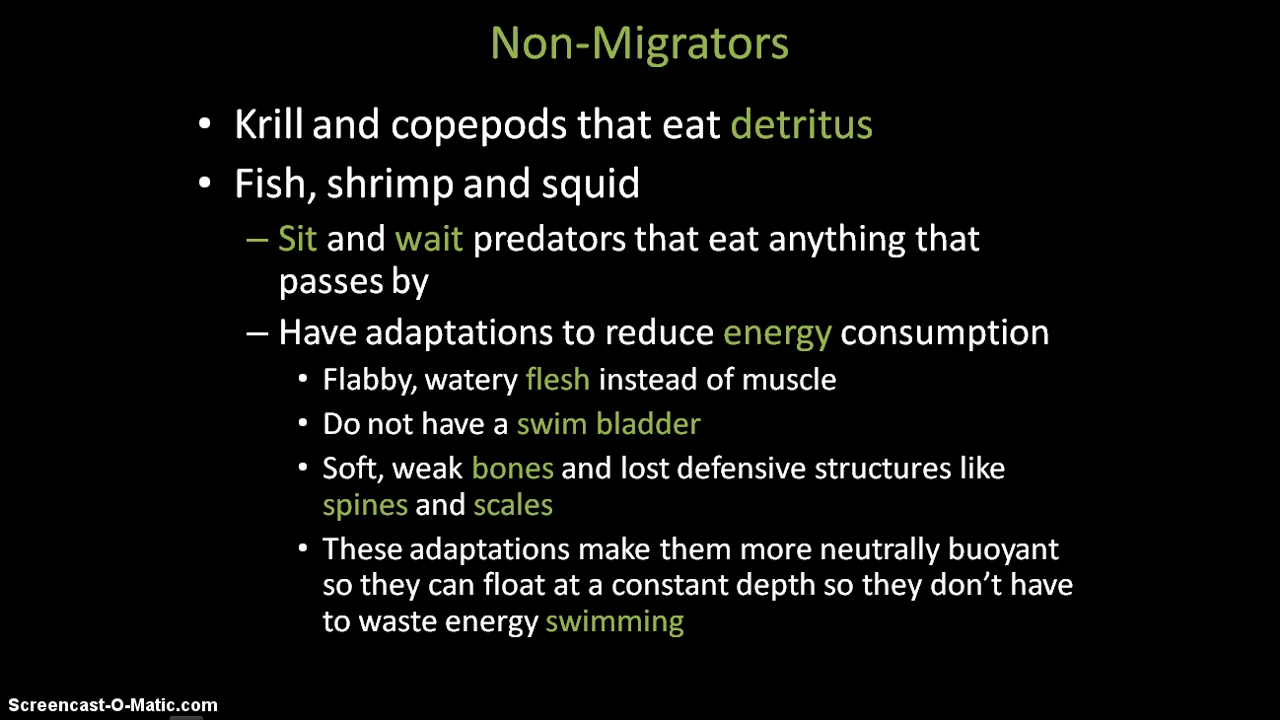 Non-Migrators
• Krill and copepods that eat detritus
• Fish, shrimp and squid
– Sit and wait predators that eat anything that
passes by
– Have adaptations to reduce energy consumption
• Flabby, watery flesh instead of muscle
• Do not have a swim bladder
• Soft, weak bones and lost defensive structures like
spines and scales
• These adaptations make them more neutrally buoyant
so they can float at a constant depth so they don’t have
to waste energy swimming
Screencast-O-Matic.com